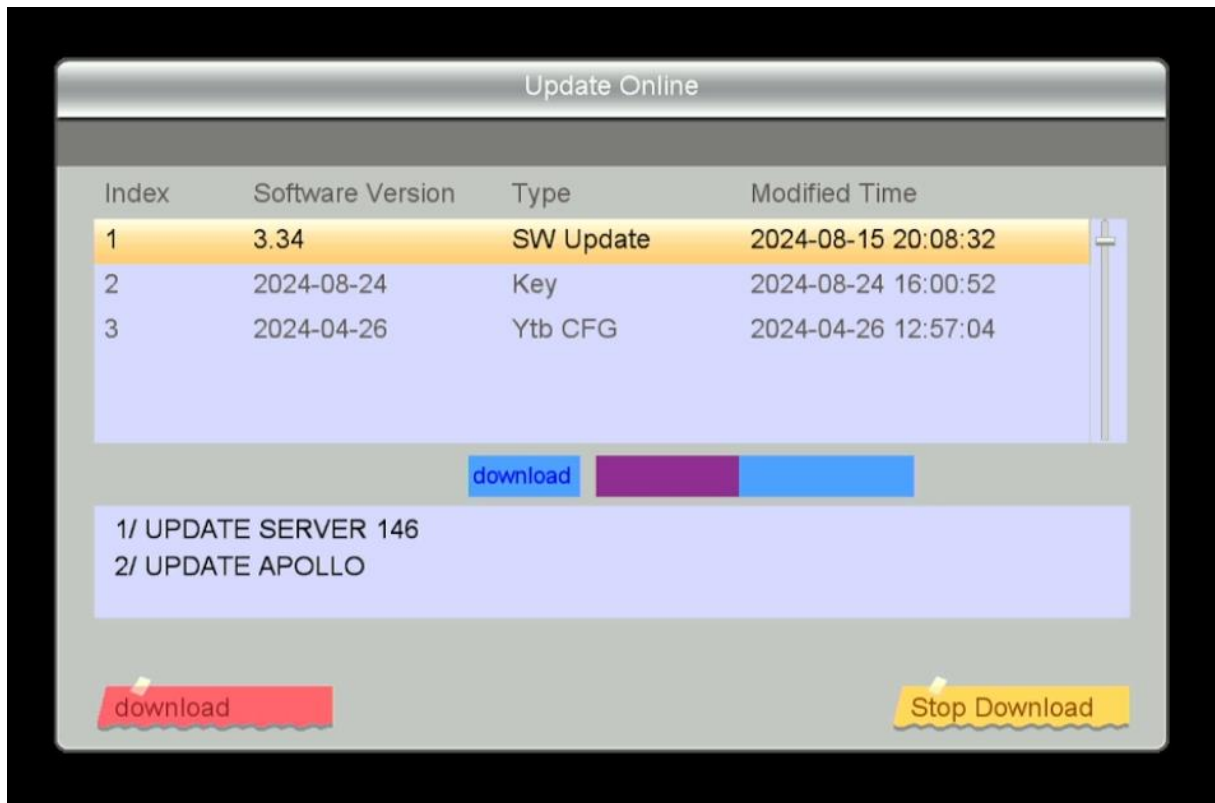 Update Online
Index Software Version Type Modified Time
1 3.34 SW Update 2024-08-15 20:08:32
2 2024-08-24 Key 2024-08-24 16:00:52
3 2024-04-26 Ytb CFG 2024-04-26 12:57:04
download
1/ UPDATE SERVER 146
2/ UPDATE APOLLO
download Stop Download